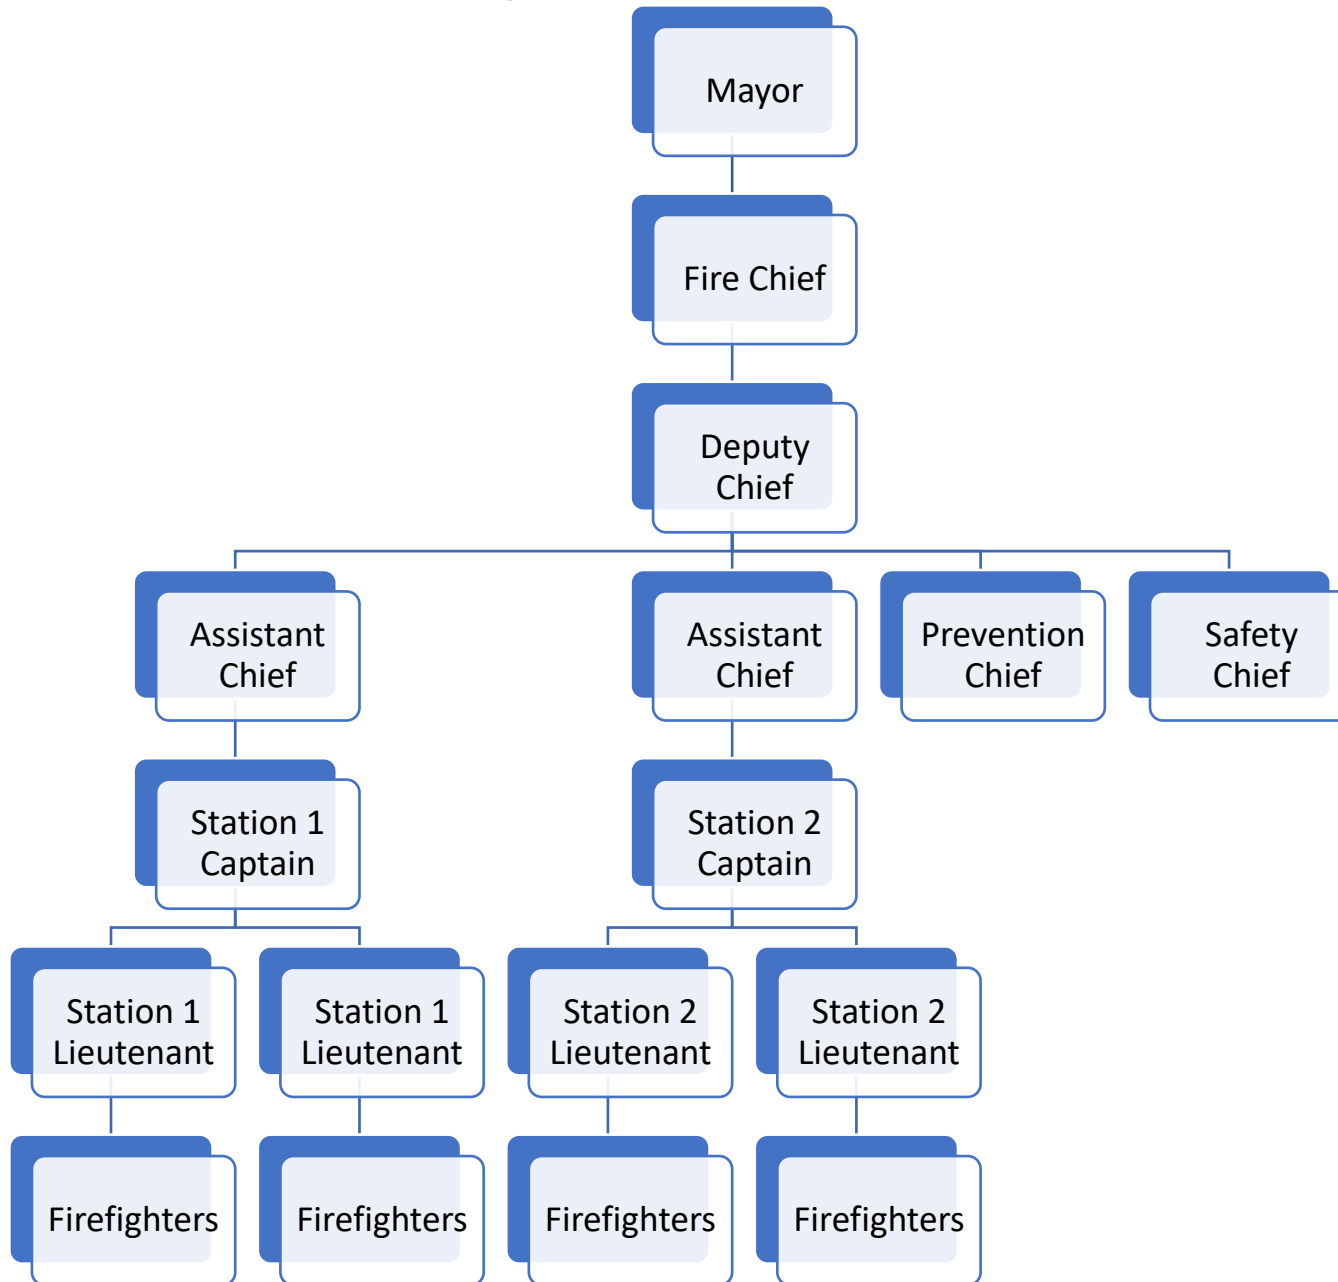 Mayor
Fire Chief
Deputy
Chief
Assistant
Chief
Assistant
Chief
Prevention
Chief
Safety
Chief
Station 1
Captain
Station 2
Captain
Station 1
Lieutenant
Station 1
Lieutenant
Station 2
Lieutenant
Station 2
Lieutenant
Firefighters
Firefighters
Firefighters
Firefighters